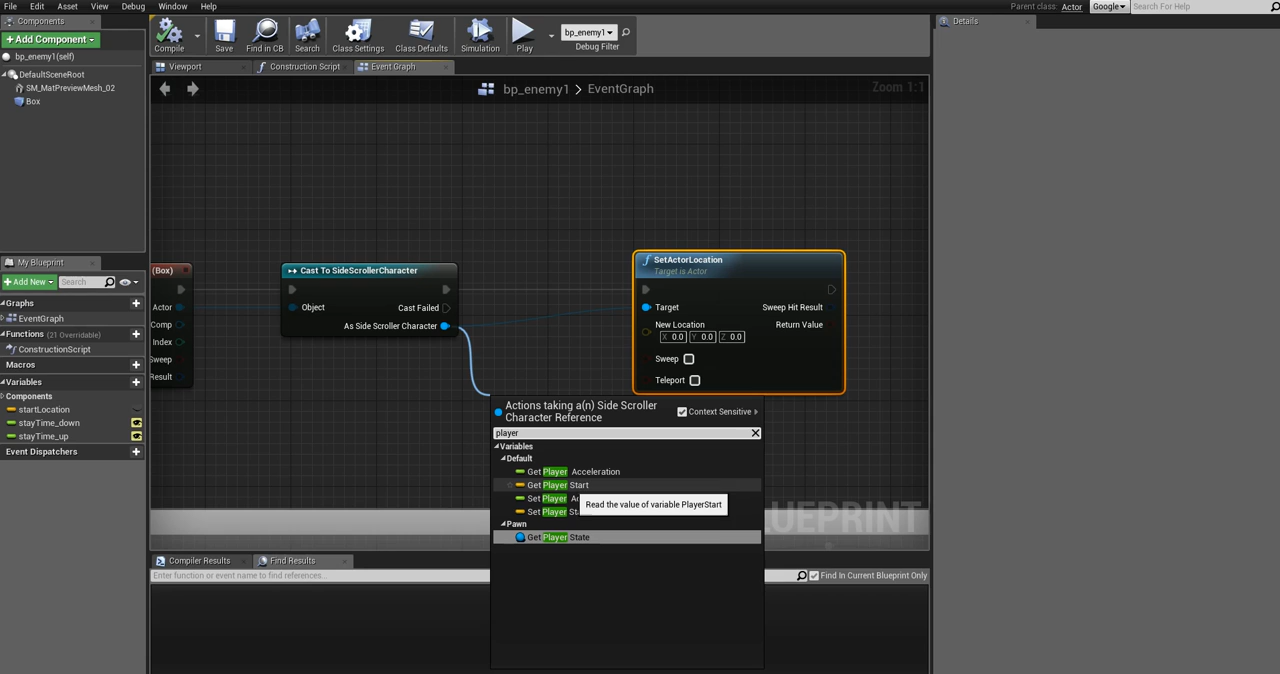 File Edit Asset View Debug Window Help
Parent class: Actor Google Search For Help
Components
Details
+ Add Component
Compile Save Find in CB Search Class Settings Class Defaults Simulation Play
bp_enemy1
Debug Filter
bp_enemy1(self)
Viewport Construction Script Event Graph
DefaultSceneRoot
SM_MatPreviewMesh_02
Box
bp_enemy1 > EventGraph
Zoom 1:1
(Box)
Actor
Comp
Index
Sweep
Result
Cast To SideScrollerCharacter
Object
Cast Failed
As Side Scroller Character
SetActorLocation
Target is Actor
Target
Sweep Hit Result
New Location
Return Value
X 0.0 Y 0.0 Z 0.0
Sweep
Teleport
My Blueprint
+ Add New Search
Graphs
EventGraph
Functions (21 Overridable)
ConstructionScript
Macros
Variables
Components
startLocation
stayTime_down
stayTime_up
Event Dispatchers
Actions taking a(n) Side Scroller
Character Reference
Context Sensitive
player
Variables
Default
Get Player Acceleration
Get Player Start
Set Player
Set Player
Read the value of variable PlayerStart
Pawn
Get Player State
UEPRINT
Compiler Results Find Results
Enter function or event name to find references...
Find In Current Blueprint Only